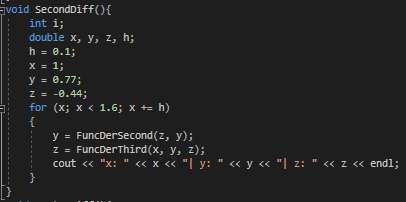 void SecondDiff(){
int i;
double x, y, z, h;
h = 0.1;
x = 1;
y = 0.77;
z = -0.44;
for (x; x < 1.6; x += h)
{
y = FuncDerSecond(z, y);
z = FuncDerThird(x, y, z);
cout << "x: " << x << "| y: " << y << "| z: " << z << endl;
}
}